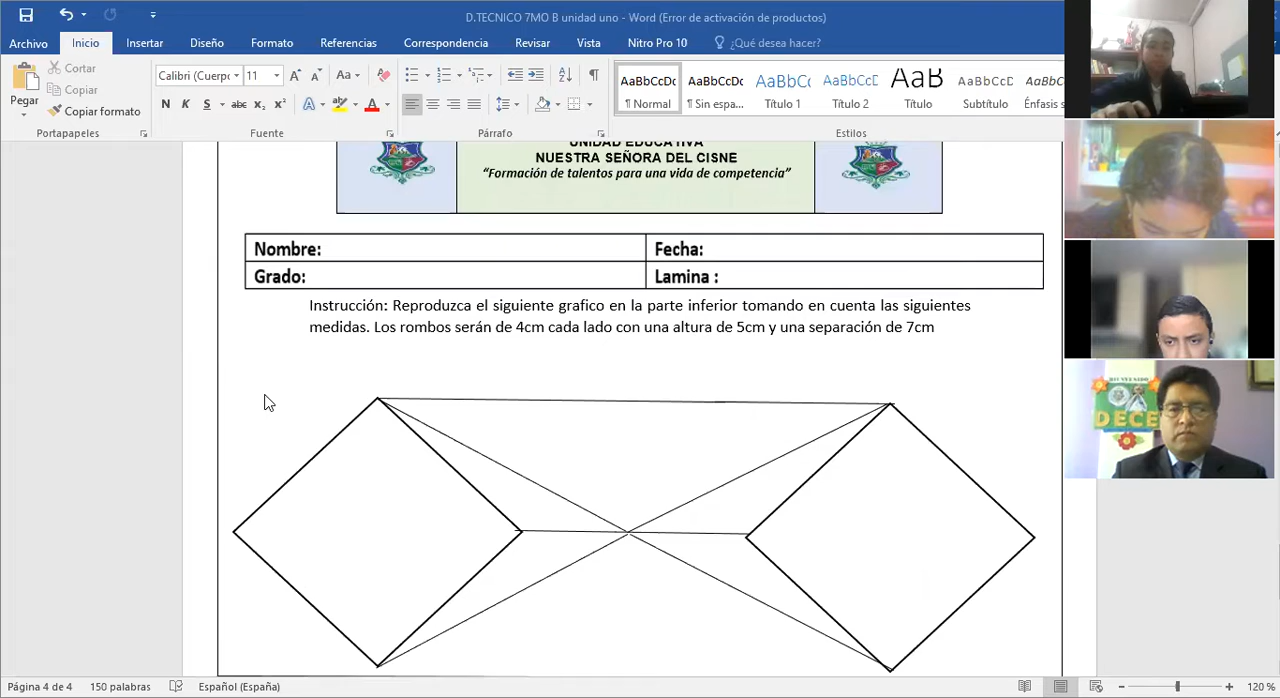 D.TECNICO 7MO B unidad uno - Word (Error de activación de productos)
Archivo Inicio Insertar Diseño Formato Referencias Correspondencia Revisar Vista Nitro Pro 10 ¿Qué desea hacer?
Pegar
Cortar
Copiar
Copiar formato
Calibri (Cuerpo 11
N K S abc x₂ x²
Portapapeles Fuente Párrafo Estilos
AaBbCcDc AaBbCcDc AaBbCc AaBbCcD AaB AaBbCcD AaBbCc
¶ Normal ¶ Sin espa... Título 1 Título 2 Título Subtítulo Énfasis s
UNIDAD EDUCATIVA
NUESTRA SEÑORA DEL CISNE
“Formación de talentos para una vida de competencia”
Nombre: Fecha:
Grado: Lamina :
Instrucción: Reproduzca el siguiente grafico en la parte inferior tomando en cuenta las siguientes
medidas. Los rombos serán de 4cm cada lado con una altura de 5cm y una separación de 7cm
DECE
Página 4 de 4 150 palabras Español (España) 120 %